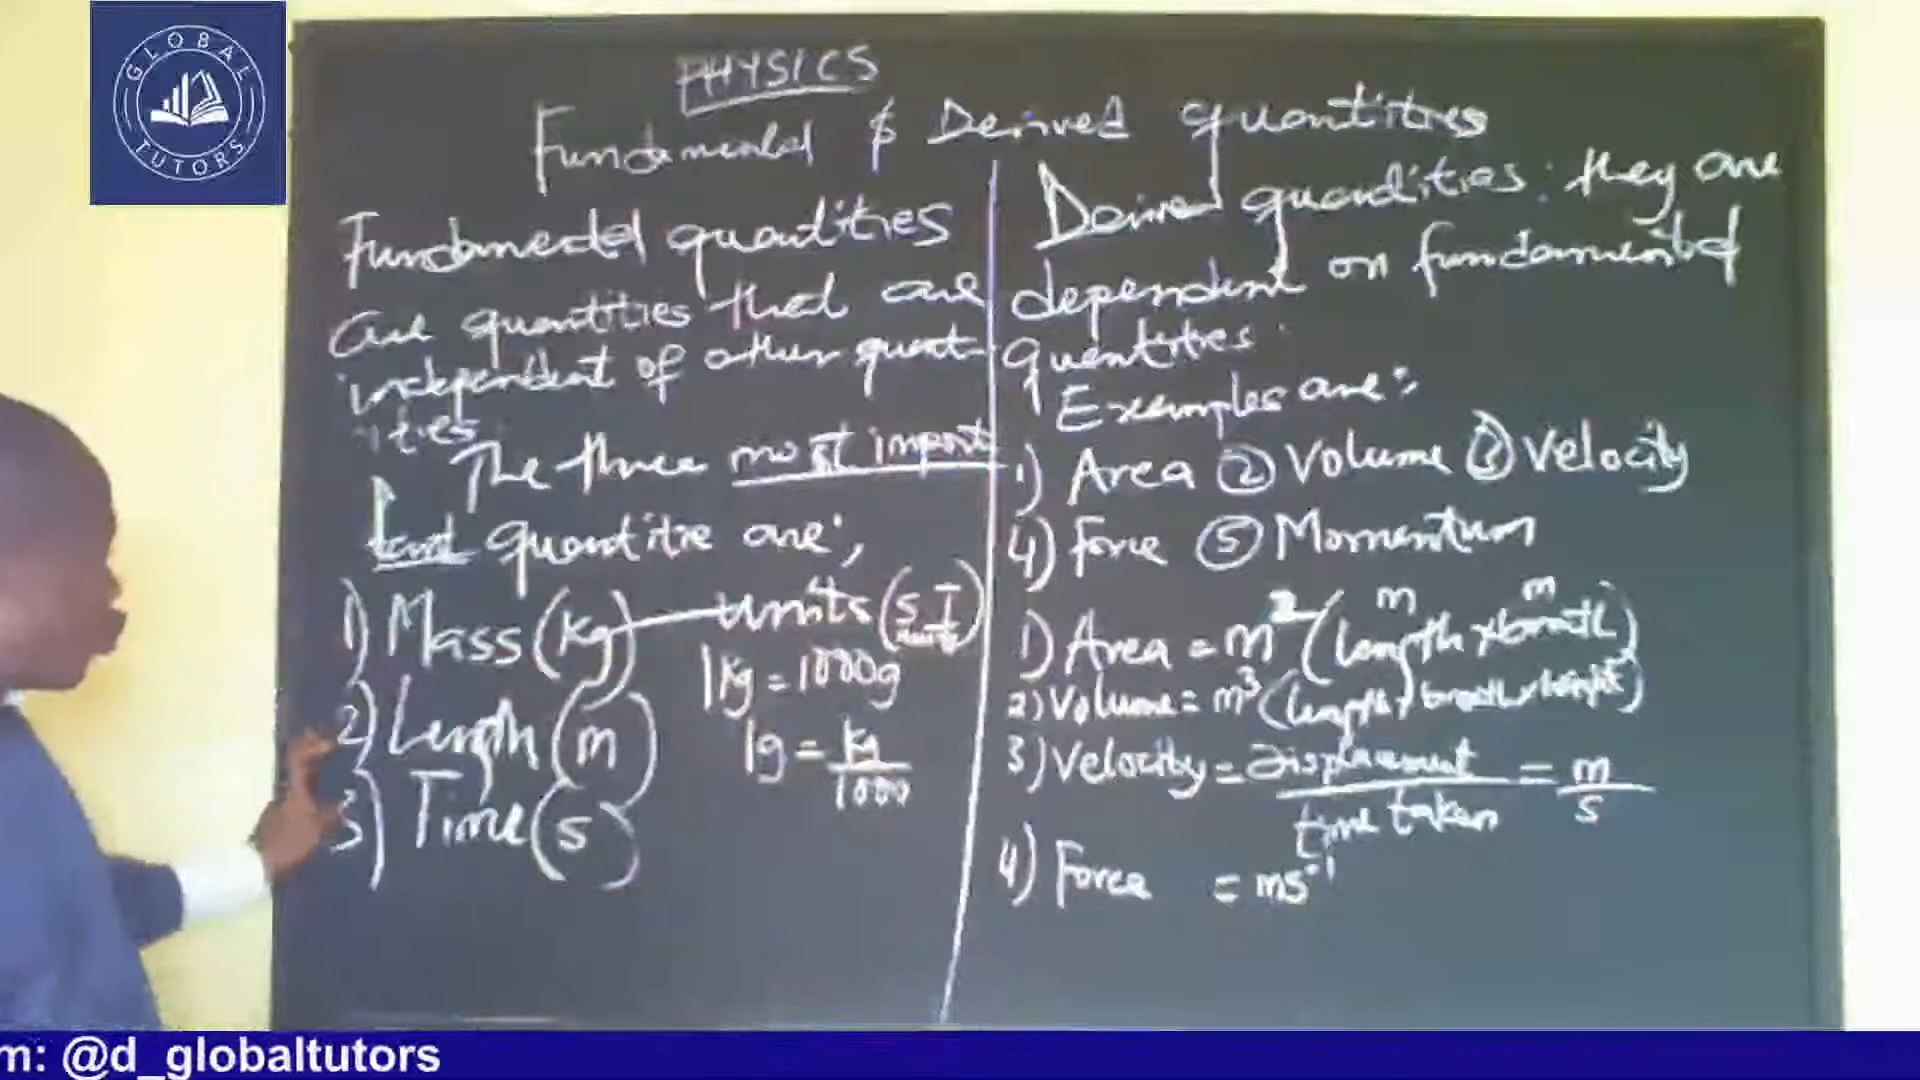 GLOBAL TUTORS
PHYSICS
Fundamental & Derived quantities
Fundamental quantities
are quantities that are
independent of other quant-
ities
The three most import
tant quantitie are;
1) Mass (kg) — units (S.I
1kg = 1000g
2) Length (m)
1g = kg/1000
3) Time (s)
Derived quantities: they are
dependent on fundamental
quantities.
Examples are:
1) Area ② Volume ③ Velocity
4) Force ⑤ Momentum
m m
1) Area = m² (length x breadth)
2) Volume = m³ (length x breadth x height)
3) Velocity = Displacement / time taken = m/s
4) Force = ms⁻¹
m: @d_globaltutors